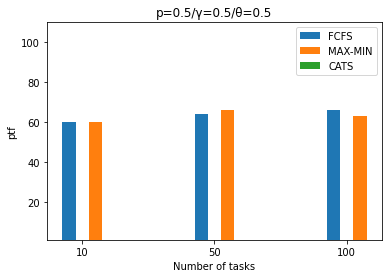 p=0.5/γ=0.5/θ=0.5
FCFS
MAX-MIN
CATS
100
80
60
40
20
ptf
10
50
100
Number of tasks